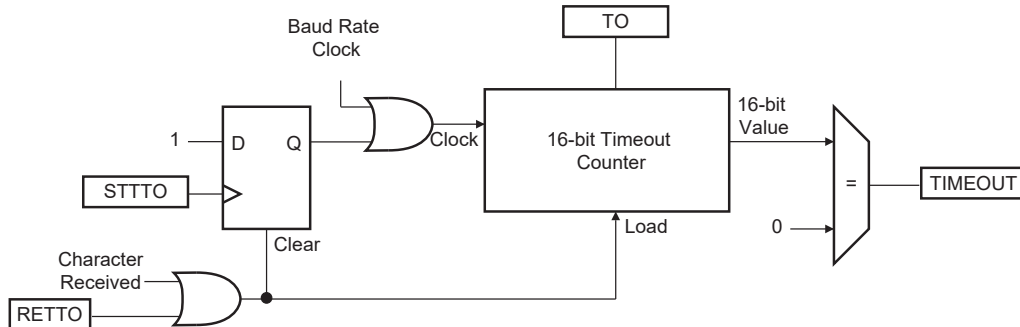 TO
Baud Rate
Clock
1
D
Q
Clock
16-bit Timeout
Counter
16-bit
Value
STTTO
=
TIMEOUT
Clear
Load
0
Character
Received
RETTO